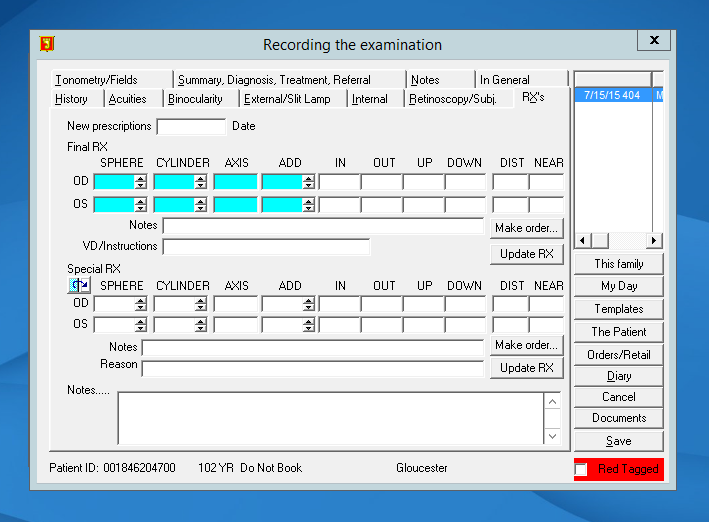 Recording the examination
x
Tonometry/Fields Summary, Diagnosis, Treatment, Referral Notes In General
History Acuities Binocularity External/Slit Lamp Internal Retinoscopy/Subj. RX's
New prescriptions Date
Final RX
SPHERE CYLINDER AXIS ADD IN OUT UP DOWN DIST NEAR
OD
OS
Notes
Make order...
VD/Instructions
Update RX
Special RX
SPHERE CYLINDER AXIS ADD IN OUT UP DOWN DIST NEAR
OD
OS
Notes
Make order...
Reason
Update RX
Notes.....
7/15/15 404 M
This family
My Day
Templates
The Patient
Orders/Retail
Diary
Cancel
Documents
Save
Patient ID: 001846204700 102 YR Do Not Book Gloucester
Red Tagged